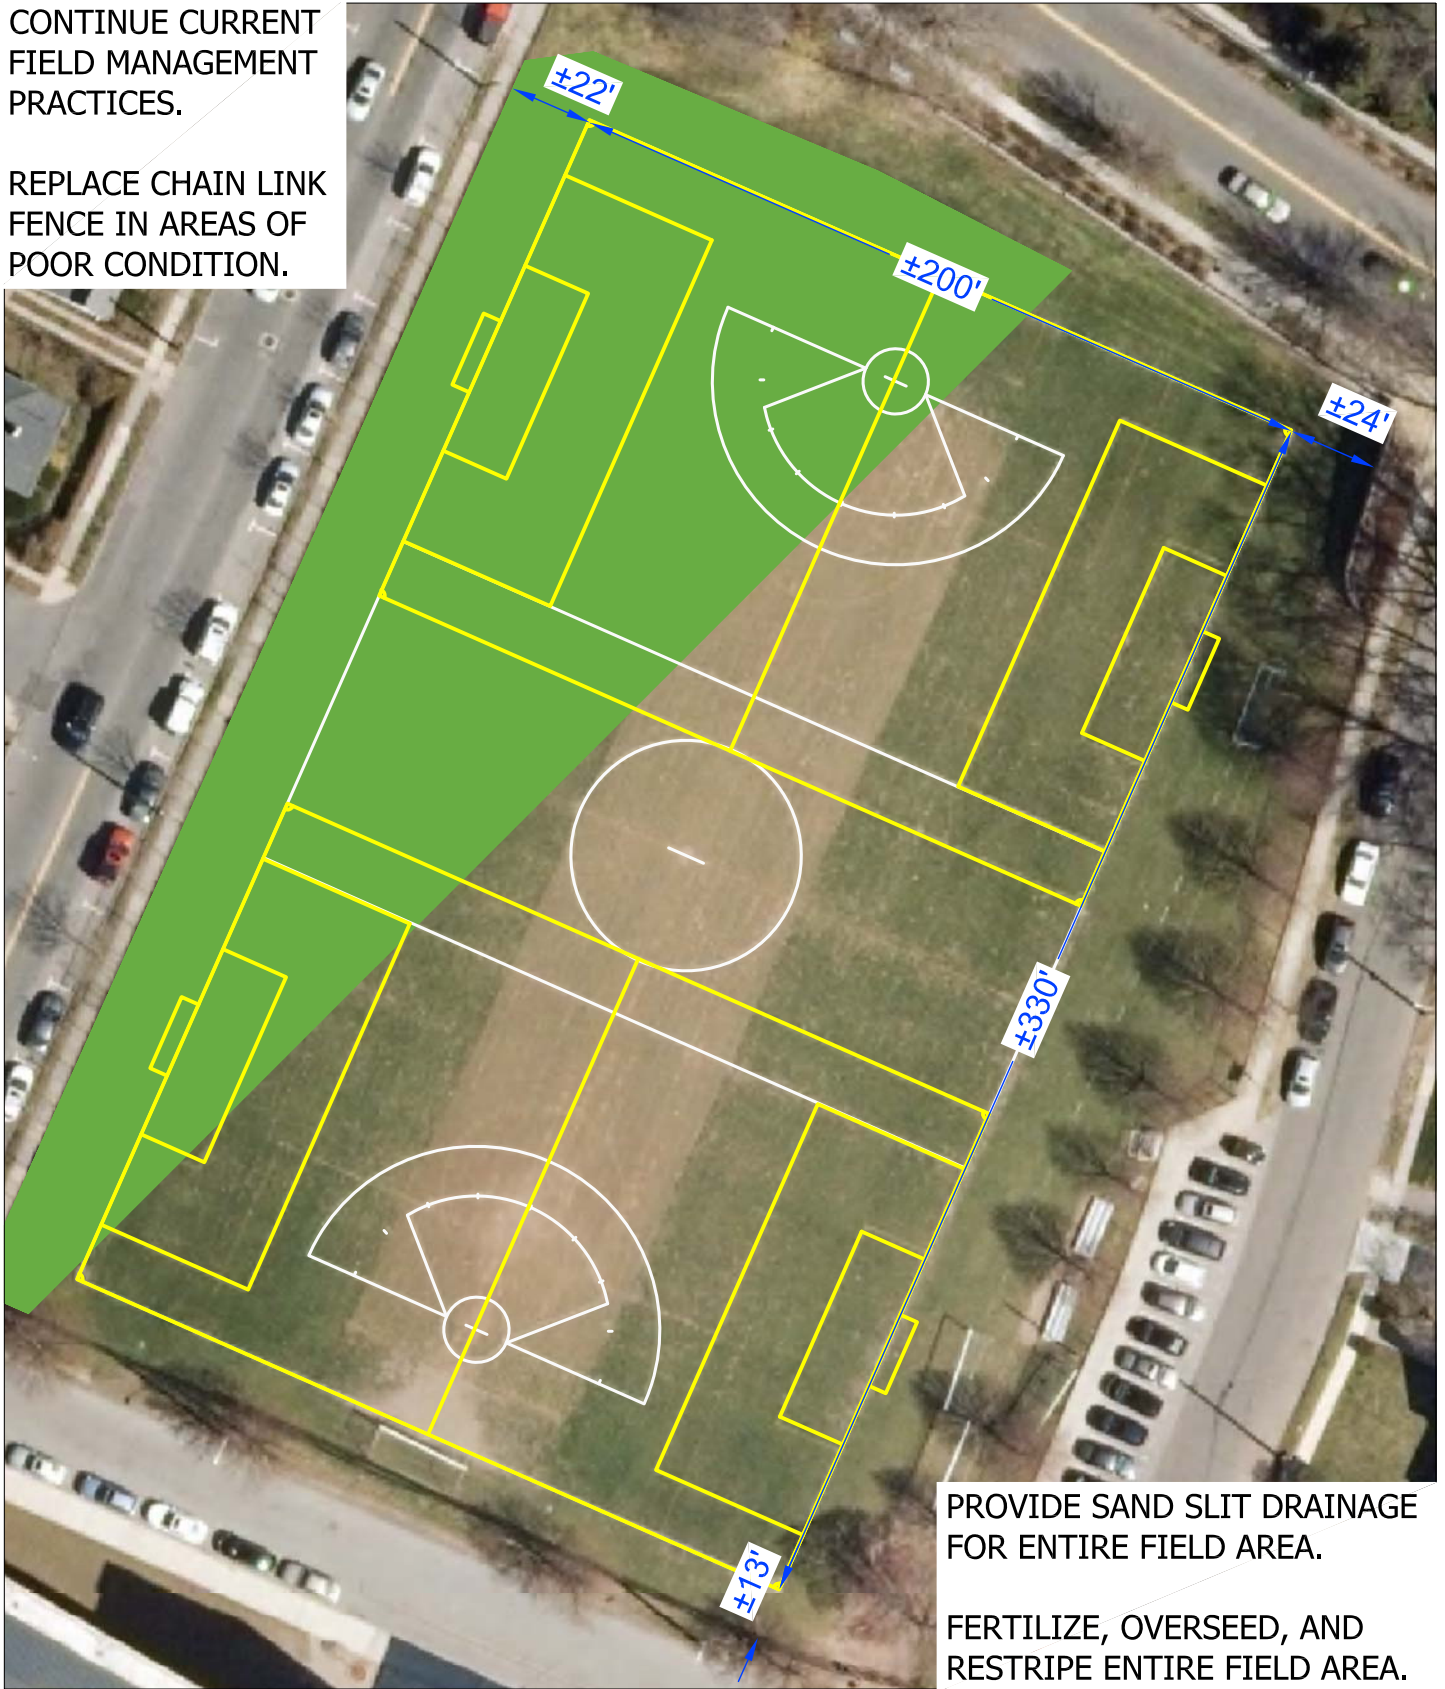 CONTINUE CURRENT
FIELD MANAGEMENT
PRACTICES.
REPLACE CHAIN LINK
FENCE IN AREAS OF
POOR CONDITION.
±22'
±200'
±24'
±330'
±13'
PROVIDE SAND SLIT DRAINAGE
FOR ENTIRE FIELD AREA.
FERTILIZE, OVERSEED, AND
RESTRIPE ENTIRE FIELD AREA.